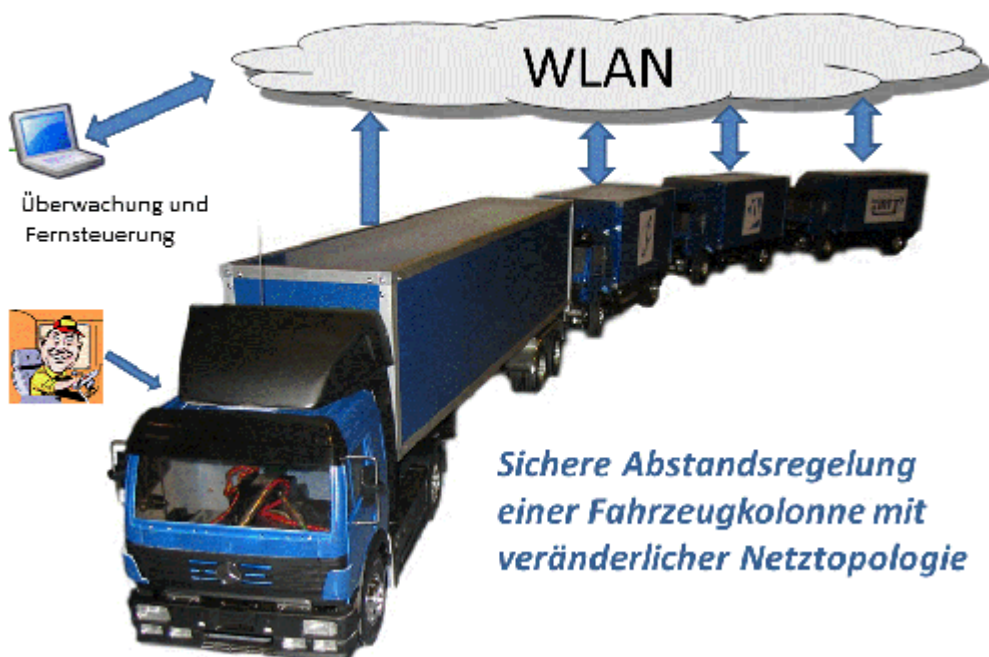 WLAN
Überwachung und
Fernsteuerung
Sichere Abstandsregelung
einer Fahrzeugkolonne mit
veränderlicher Netztopologie